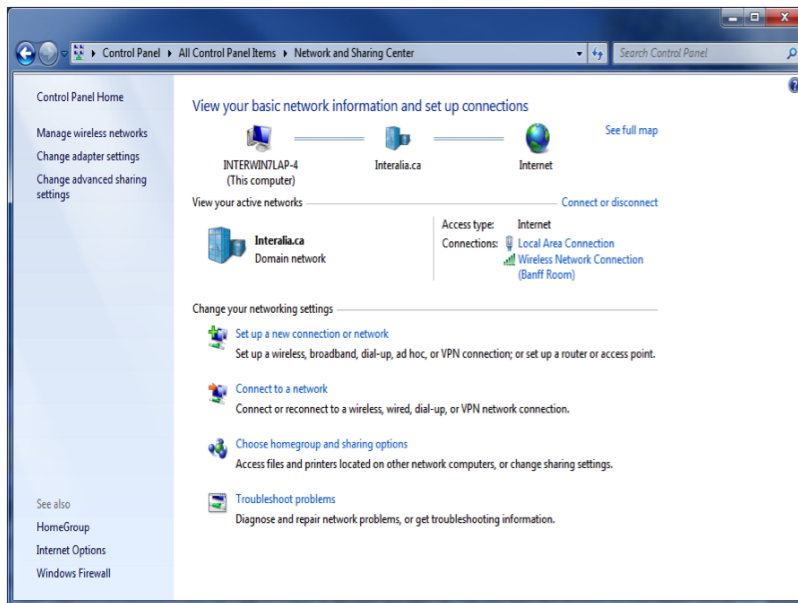 Control Panel ▸ All Control Panel Items ▸ Network and Sharing Center
Search Control Panel
Control Panel Home
Manage wireless networks
Change adapter settings
Change advanced sharing
settings
See also
HomeGroup
Internet Options
Windows Firewall
View your basic network information and set up connections
See full map
INTERWIN7LAP-4
(This computer)
Interalia.ca
Internet
View your active networks
Connect or disconnect
Interalia.ca
Domain network
Access type: Internet
Connections: Local Area Connection
Wireless Network Connection
(Banff Room)
Change your networking settings
Set up a new connection or network
Set up a wireless, broadband, dial-up, ad hoc, or VPN connection; or set up a router or access point.
Connect to a network
Connect or reconnect to a wireless, wired, dial-up, or VPN network connection.
Choose homegroup and sharing options
Access files and printers located on other network computers, or change sharing settings.
Troubleshoot problems
Diagnose and repair network problems, or get troubleshooting information.